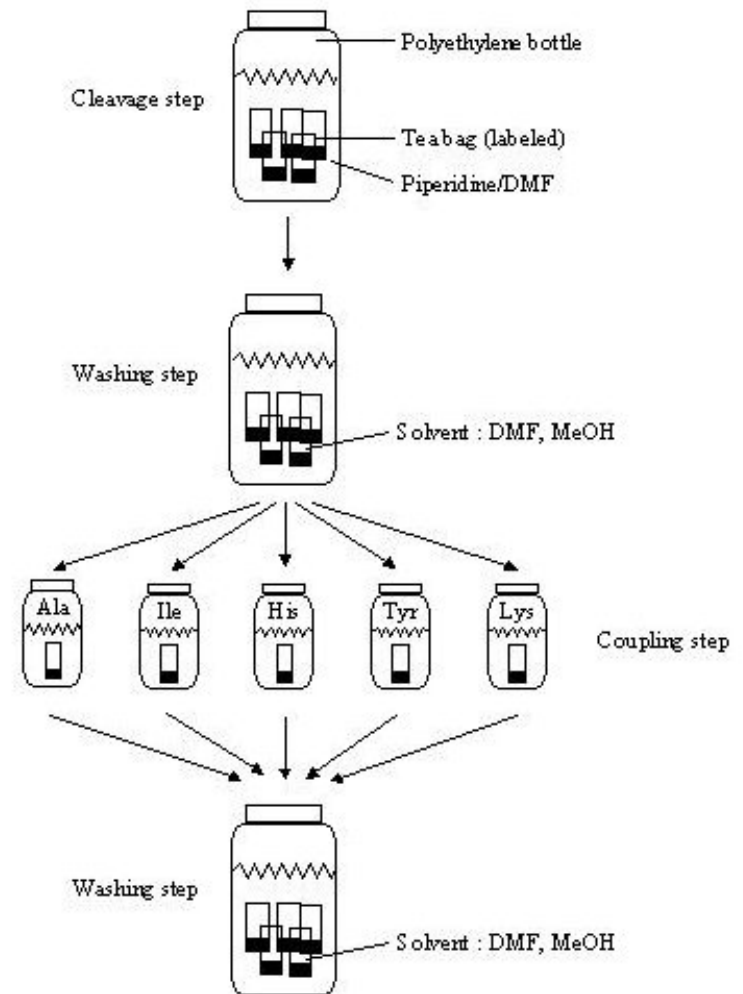 Polyethylene bottle
Cleavage step
Teabag (labeled)
Piperidine/DMF
Washing step
Solvent : DMF, MeOH
Ala
Ile
His
Tyr
Lys
Coupling step
Washing step
Solvent : DMF, MeOH